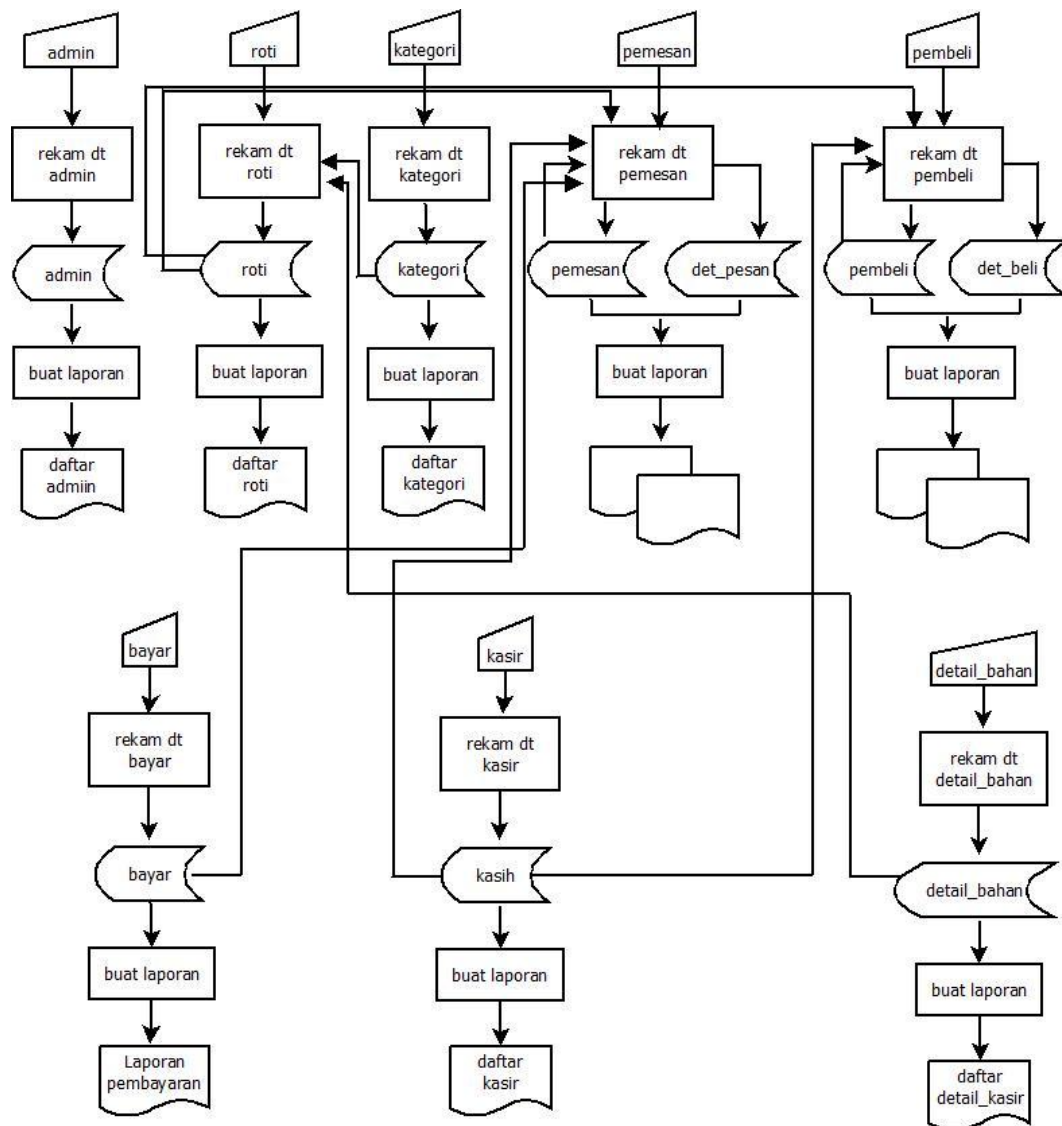 admin
roti
kategori
pemesan
pembeli
rekam dt
admin
rekam dt
roti
rekam dt
kategori
rekam dt
pemesan
rekam dt
pembeli
admin
roti
kategori
pemesan
det_pesan
pembeli
det_beli
buat laporan
buat laporan
buat laporan
buat laporan
buat laporan
daftar
admiin
daftar
roti
daftar
kategori
bayar
kasir
detail_bahan
rekam dt
bayar
rekam dt
kasir
rekam dt
detail_bahan
bayar
kasih
detail_bahan
buat laporan
buat laporan
buat laporan
Laporan
pembayaran
daftar
kasir
daftar
detail_kasir